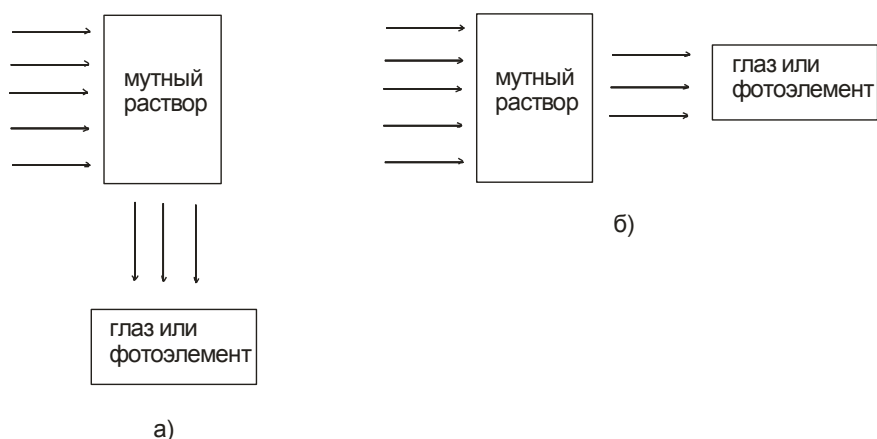 мутный
раствор
глаз или
фотоэлемент
а)
мутный
раствор
глаз или
фотоэлемент
б)